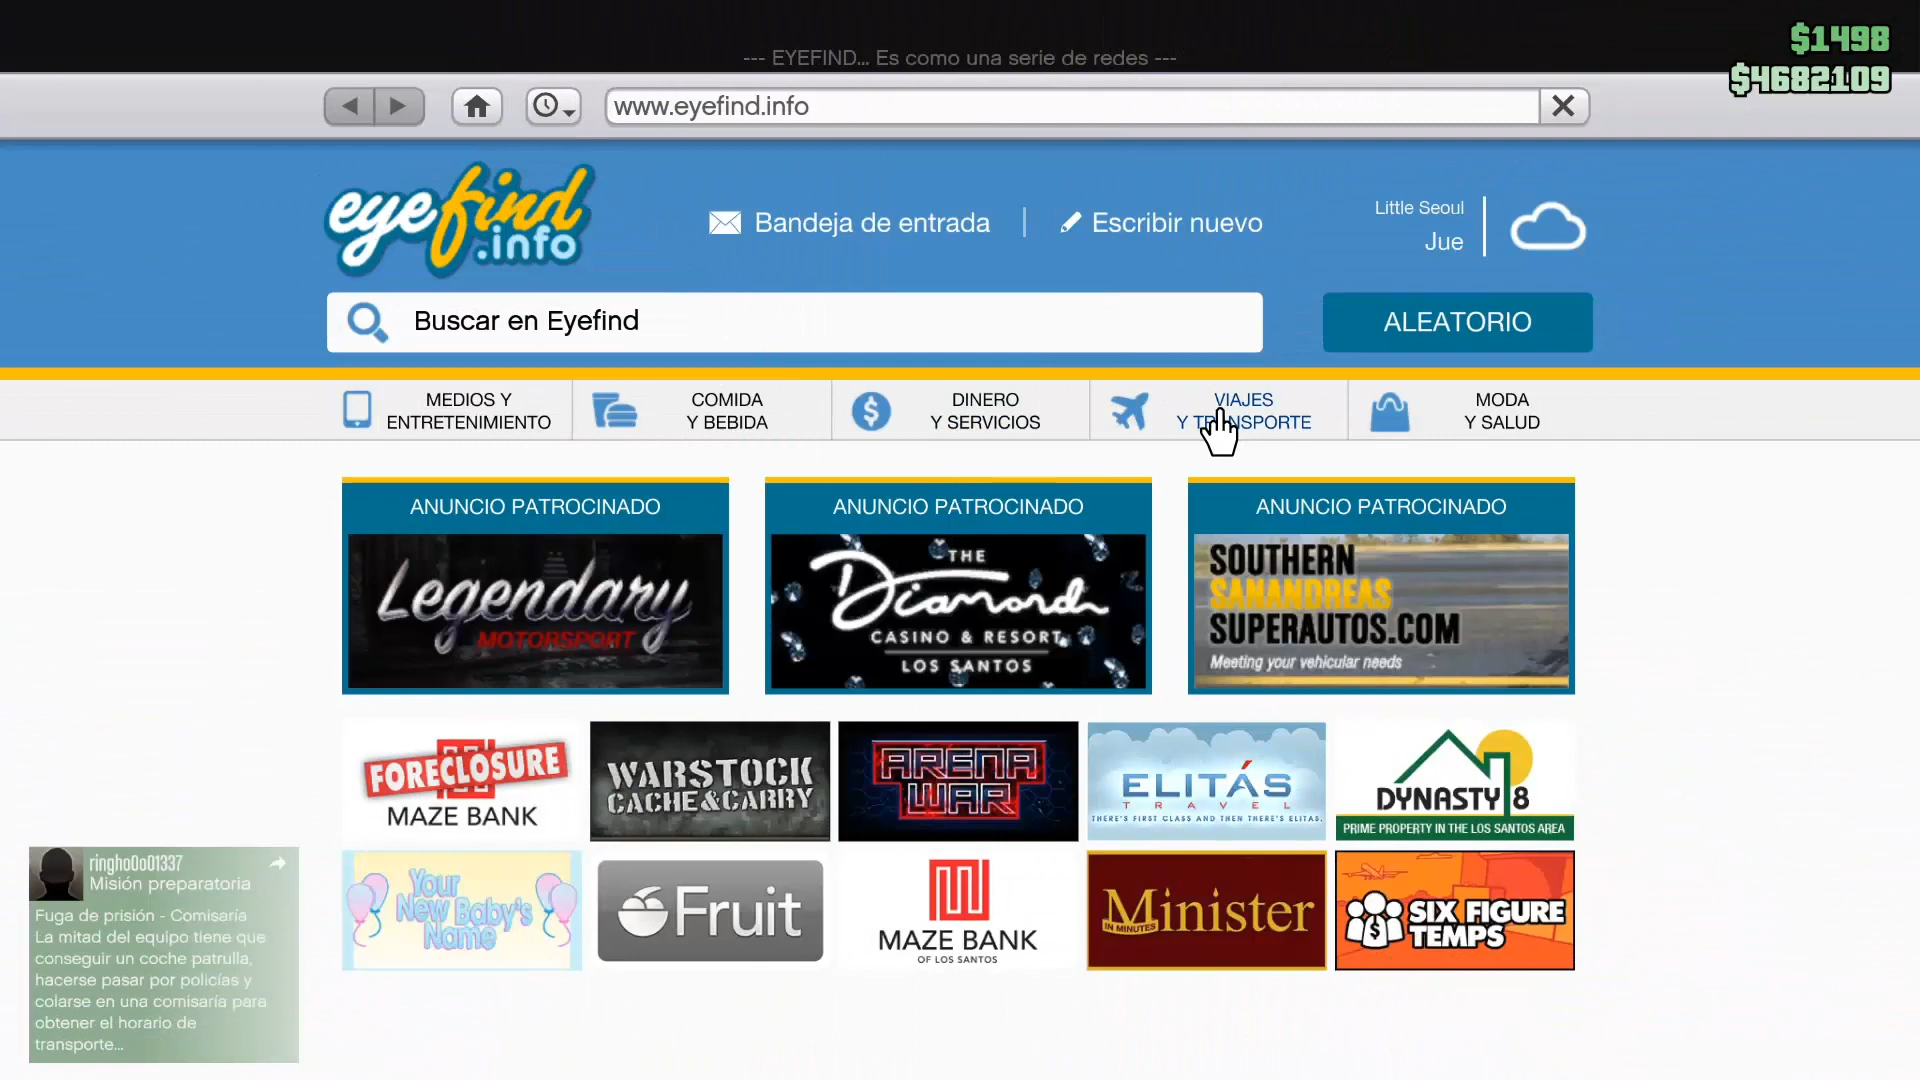 $1498
--- EYEFIND... Es como una serie de redes ---
$4682109
www.eyefind.info
eyefind
.info
Bandeja de entrada
Escribir nuevo
Little Seoul
Jue
Buscar en Eyefind
ALEATORIO
MEDIOS Y
ENTRETENIMIENTO
COMIDA
Y BEBIDA
DINERO
Y SERVICIOS
VIAJES
Y TRANSPORTE
MODA
Y SALUD
ANUNCIO PATROCINADO
Legendary
MOTORSPORT
ANUNCIO PATROCINADO
THE
Diamond
CASINO & RESORT
LOS SANTOS
ANUNCIO PATROCINADO
SOUTHERN
SANANDREAS
SUPERAUTOS.COM
Meeting your vehicular needs
FORECLOSURE
MAZE BANK
WARSTOCK
CACHE&CARRY
ARENA
WAR
ELITÁS
TRAVEL
THERE'S FIRST CLASS AND THEN THERE'S ELITAS.
DYNASTY 8
PRIME PROPERTY IN THE LOS SANTOS AREA
Your
New Baby's
Name
Fruit
MAZE BANK
OF LOS SANTOS
Minister
IN MINUTES
SIX FIGURE
TEMPS
ringho0o01337
Misión preparatoria
Fuga de prisión - Comisaría
La mitad del equipo tiene que
conseguir un coche patrulla,
hacerse pasar por policías y
colarse en una comisaría para
obtener el horario de
transporte...